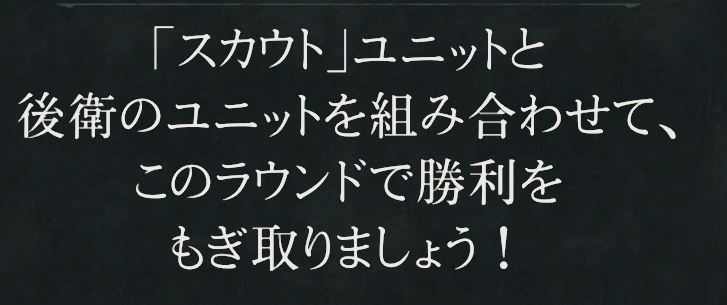 「スカウト」ユニットと
後衛のユニットを組み合わせて、
このラウンドで勝利を
もぎ取りましょう！